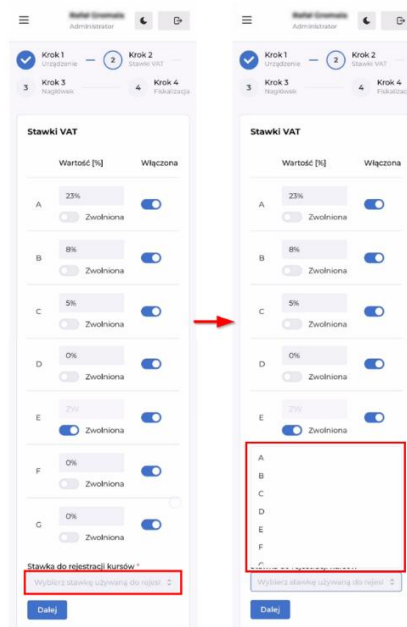 Administrator
Krok 1
Urządzenie
2
Krok 2
Stawki VAT
3
Krok 3
Nagłówek
4
Krok 4
Fiskalizacja
Stawki VAT
Wartość [%]
Włączona
A
23%
Zwolniona
B
8%
Zwolniona
C
5%
Zwolniona
D
0%
Zwolniona
E
ZW
Zwolniona
F
0%
Zwolniona
G
0%
Zwolniona
Stawka do rejestracji kursów *
Wybierz stawkę używaną do rejest
Dalej
Administrator
Krok 1
Urządzenie
2
Krok 2
Stawki VAT
3
Krok 3
Nagłówek
4
Krok 4
Fiskalizacja
Stawki VAT
Wartość [%]
Włączona
A
23%
Zwolniona
B
8%
Zwolniona
C
5%
Zwolniona
D
0%
Zwolniona
E
ZW
Zwolniona
A
B
C
D
E
F
G
Stawka do rejestracji kursów
Wybierz stawkę używaną do rejest
Dalej